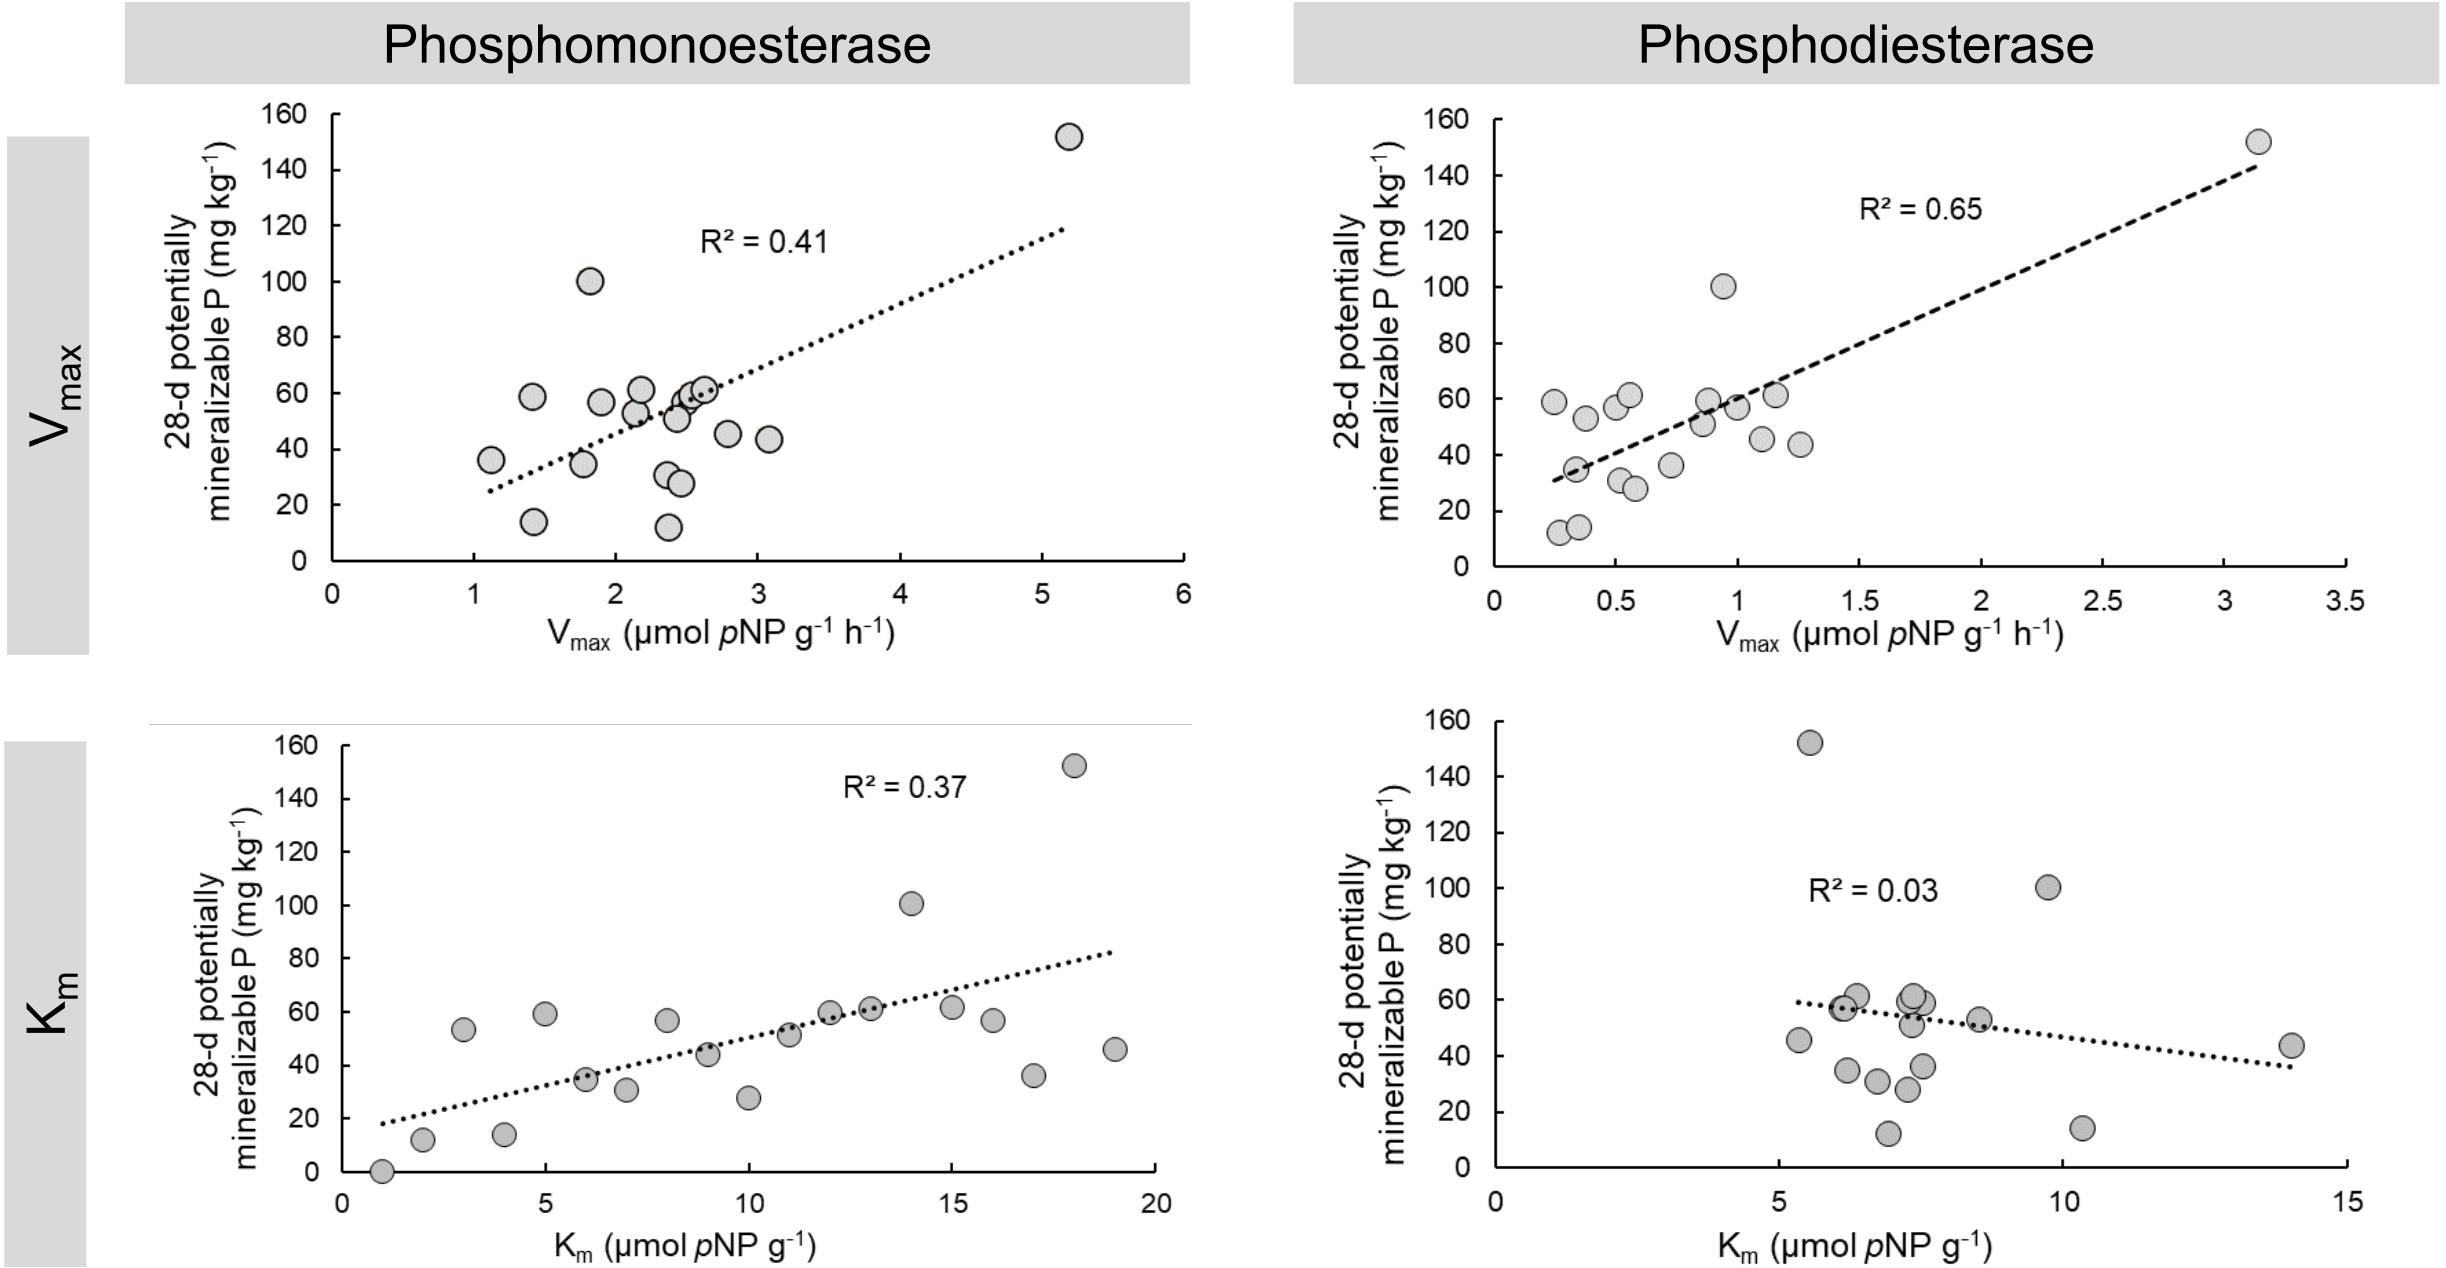 Phosphomonoesterase
Phosphodiesterase
V max
K m
28-d potentially
mineralizable P (mg kg-1)
160
140
120
100
80
60
40
20
0
R² = 0.41
0 1 2 3 4 5 6
Vmax (µmol pNP g-1 h-1)
28-d potentially
mineralizable P (mg kg-1)
160
140
120
100
80
60
40
20
0
R² = 0.65
0 0.5 1 1.5 2 2.5 3 3.5
Vmax (µmol pNP g-1 h-1)
28-d potentially
mineralizable P (mg kg-1)
160
140
120
100
80
60
40
20
0
R² = 0.37
0 5 10 15 20
Km (µmol pNP g-1)
28-d potentially
mineralizable P (mg kg-1)
160
140
120
100
80
60
40
20
0
R² = 0.03
0 5 10 15
Km (µmol pNP g-1)